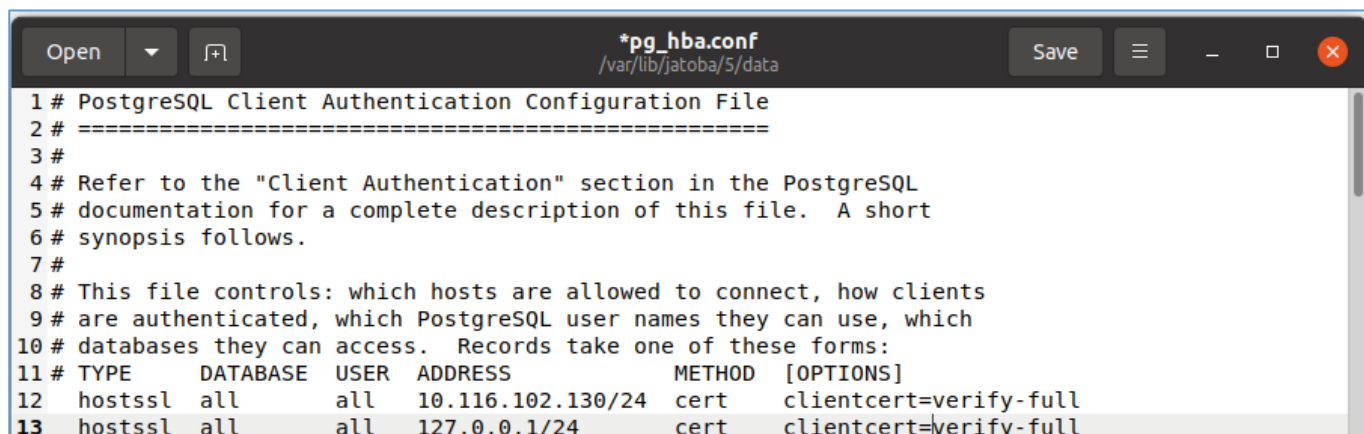 Open
*pg_hba.conf
/var/lib/jatoba/5/data
Save
1 # PostgreSQL Client Authentication Configuration File
2 # ===================================================
3 #
4 # Refer to the "Client Authentication" section in the PostgreSQL
5 # documentation for a complete description of this file.  A short
6 # synopsis follows.
7 #
8 # This file controls: which hosts are allowed to connect, how clients
9 # are authenticated, which PostgreSQL user names they can use, which
10 # databases they can access.  Records take one of these forms:
11 # TYPE     DATABASE  USER  ADDRESS            METHOD  [OPTIONS]
12   hostssl  all       all   10.116.102.130/24  cert    clientcert=verify-full
13   hostssl  all       all   127.0.0.1/24       cert    clientcert=verify-full